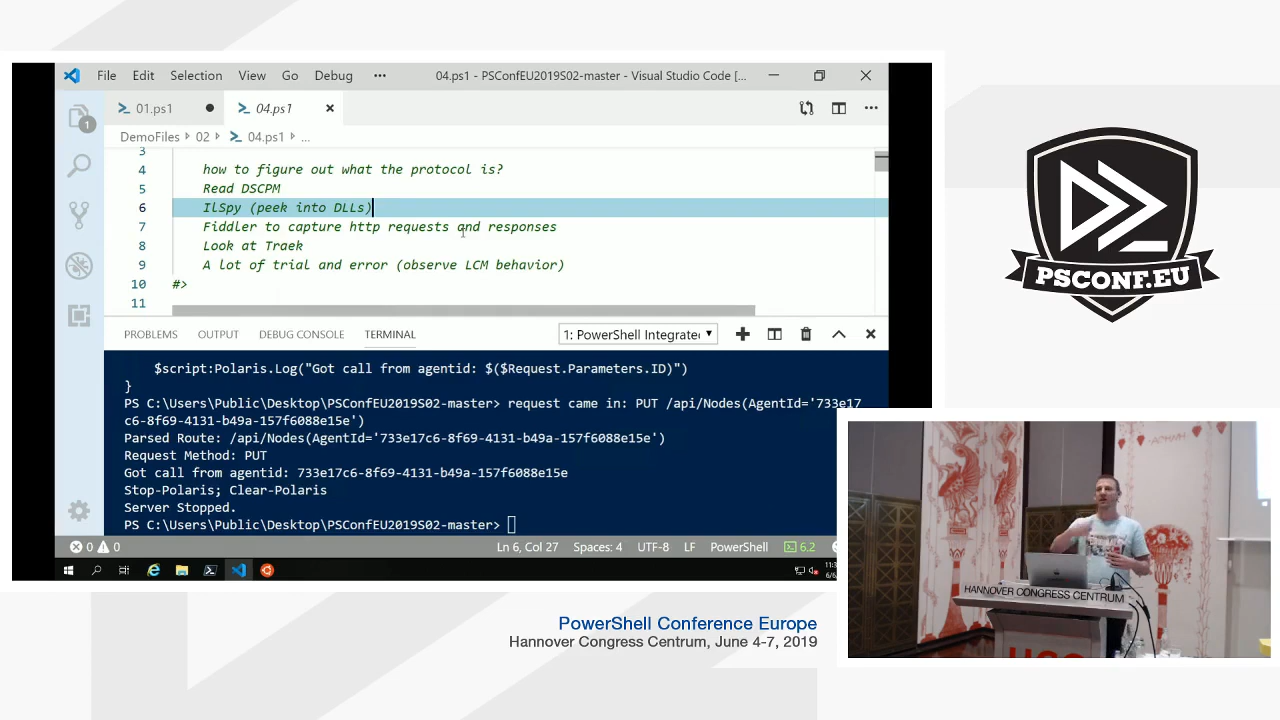 File Edit Selection View Go Debug ••• 04.ps1 - PSConfEU2019S02-master - Visual Studio Code [...
01.ps1 04.ps1
1
DemoFiles 02 04.ps1 ...
3
4 how to figure out what the protocol is?
5 Read DSCPM
6 IlSpy (peek into DLLs)
7 Fiddler to capture http requests and responses
8 Look at Traek
9 A lot of trial and error (observe LCM behavior)
10 #>
11
PROBLEMS OUTPUT DEBUG CONSOLE TERMINAL 1: PowerShell Integrate
$script:Polaris.Log("Got call from agentid: $($Request.Parameters.ID)")
}
PS C:\Users\Public\Desktop\PSConfEU2019S02-master> request came in: PUT /api/Nodes(AgentId='733e17
c6-8f69-4131-b49a-157f6088e15e')
Parsed Route: /api/Nodes(AgentId='733e17c6-8f69-4131-b49a-157f6088e15e')
Request Method: PUT
Got call from agentid: 733e17c6-8f69-4131-b49a-157f6088e15e
Stop-Polaris; Clear-Polaris
Server Stopped.
PS C:\Users\Public\Desktop\PSConfEU2019S02-master>
0 0 Ln 6, Col 27 Spaces: 4 UTF-8 LF PowerShell 6.2
PSCONF.EU
HANNOVER CONGRESS CENTRUM
PowerShell Conference Europe
Hannover Congress Centrum, June 4-7, 2019